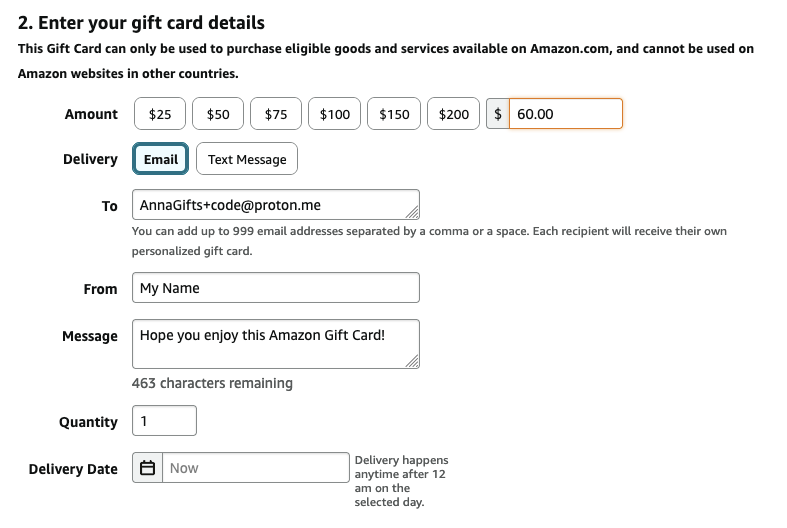 2. Enter your gift card details
This Gift Card can only be used to purchase eligible goods and services available on Amazon.com, and cannot be used on
Amazon websites in other countries.
Amount $25 $50 $75 $100 $150 $200 $ 60.00
Delivery Email Text Message
To AnnaGifts+code@proton.me
You can add up to 999 email addresses separated by a comma or a space. Each recipient will receive their own
personalized gift card.
From My Name
Message Hope you enjoy this Amazon Gift Card!
463 characters remaining
Quantity 1
Delivery Date Now
Delivery happens
anytime after 12
am on the
selected day.